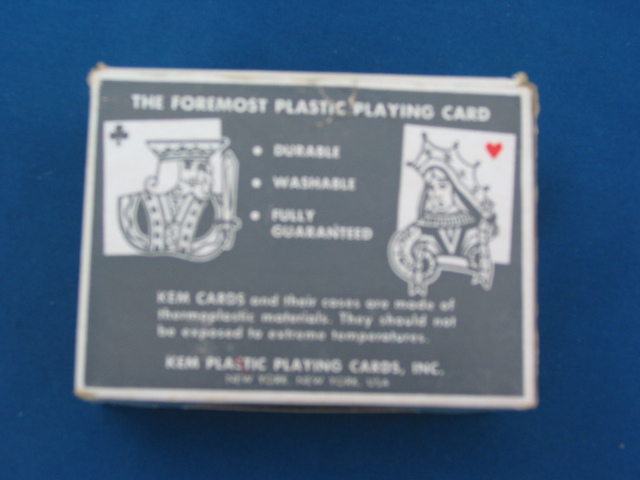 THE FOREMOST PLASTIC PLAYING CARD
• DURABLE
• WASHABLE
• FULLY
GUARANTEED
KEM CARDS and their cases are made of
thermoplastic materials. They should not
be exposed to extreme temperatures.
KEM PLASTIC PLAYING CARDS, INC.
NEW YORK, NEW YORK, USA